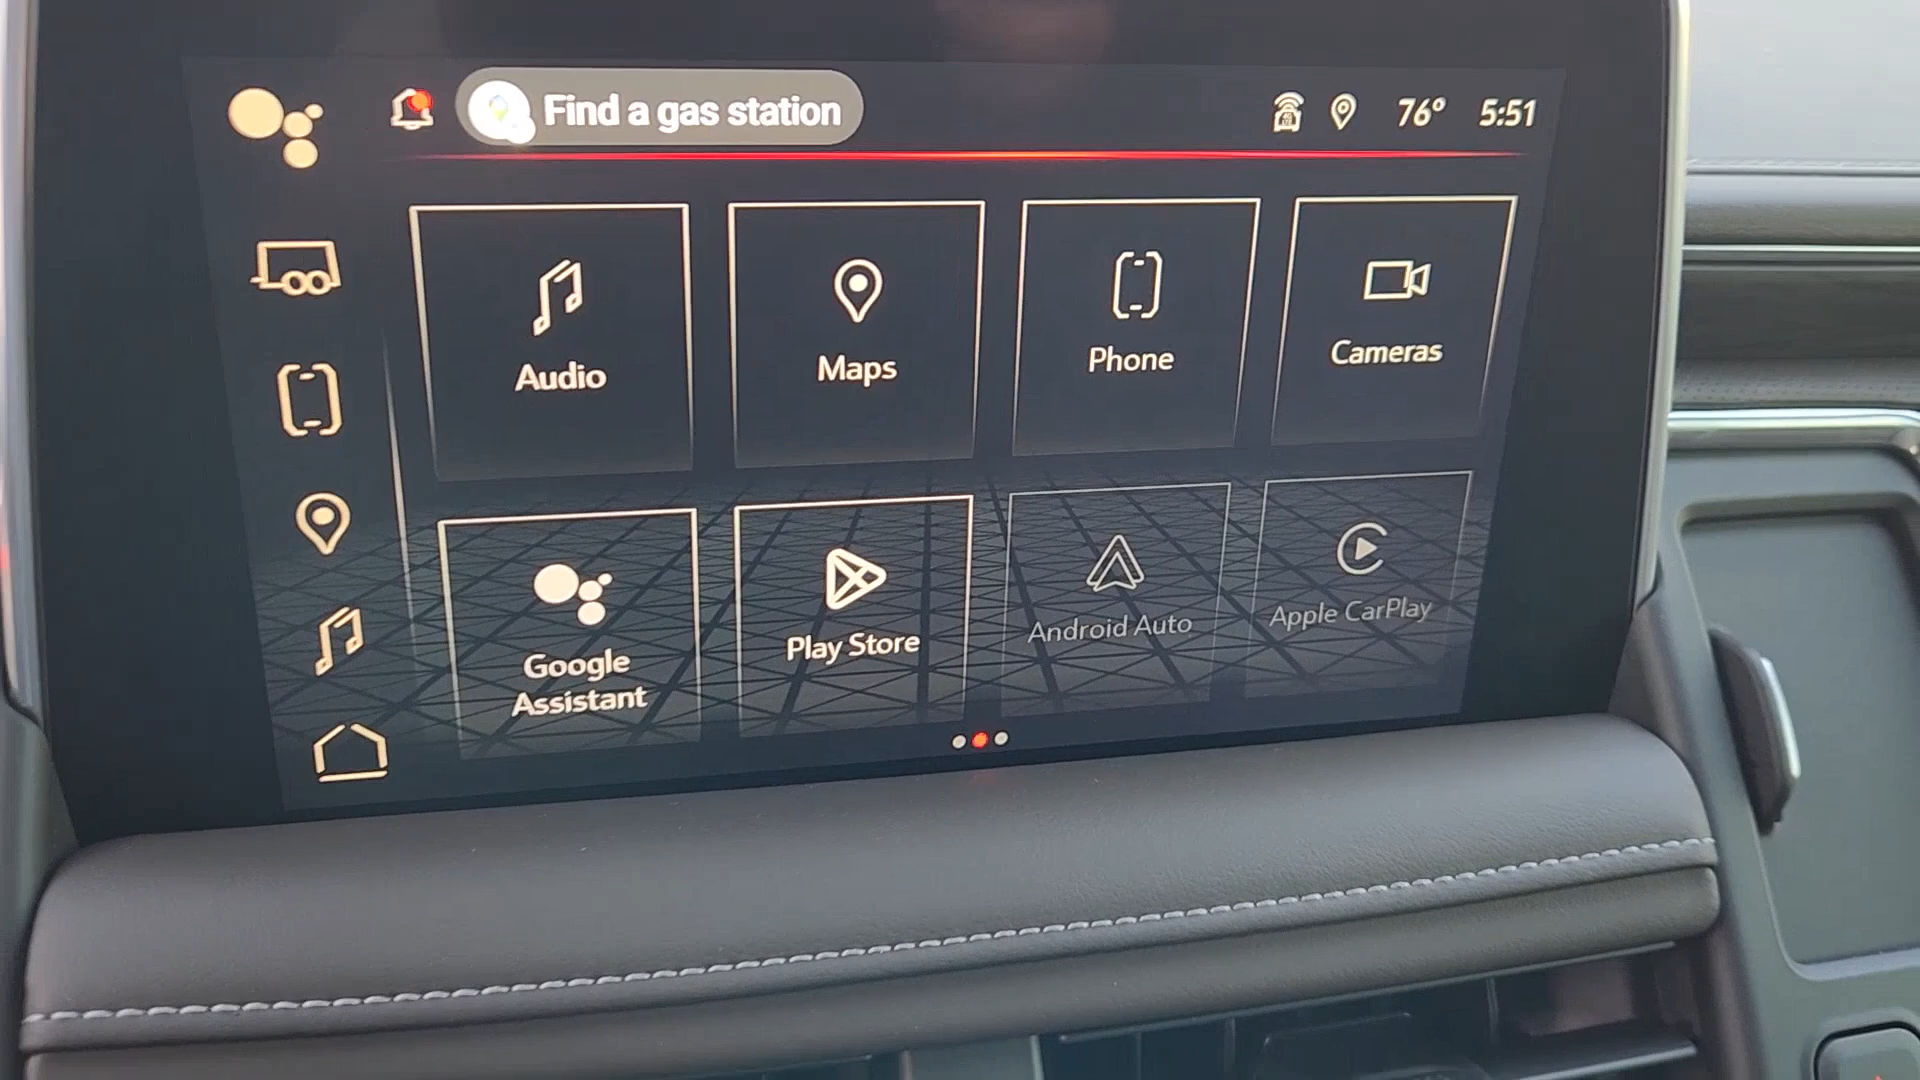 Find a gas station
76° 5:51
Audio
Maps
Phone
Cameras
Google
Assistant
Play Store
Android Auto
Apple CarPlay